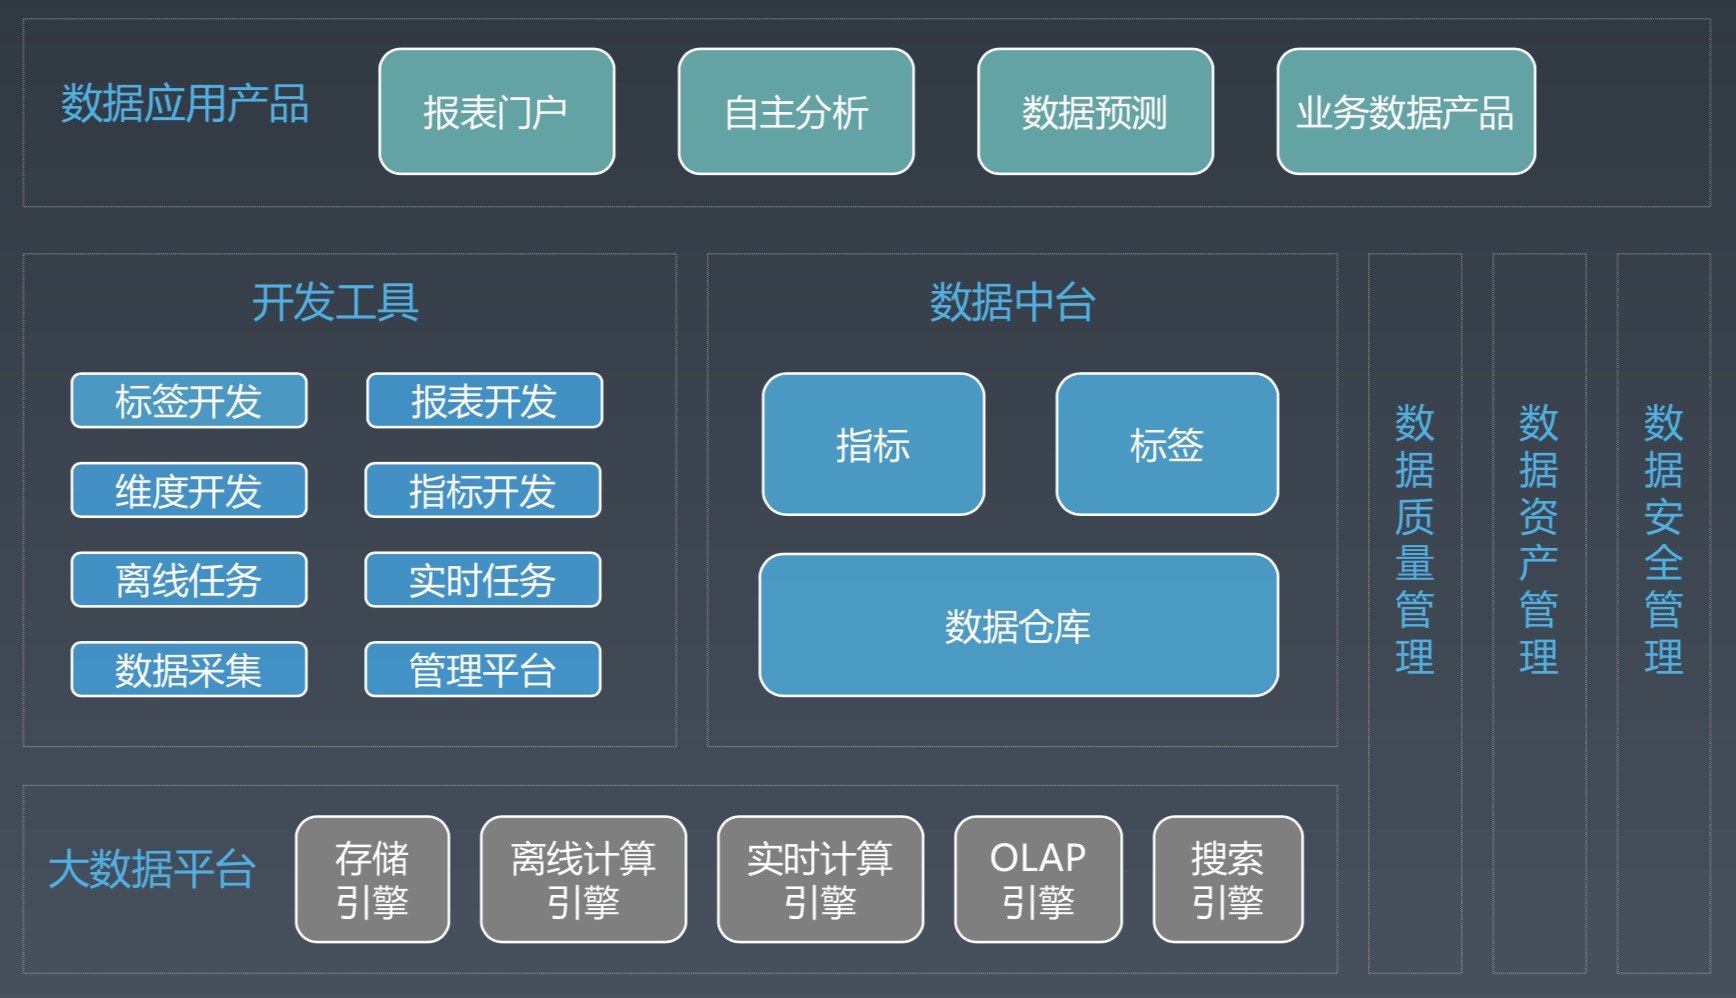 数据应用产品
报表门户
自主分析
数据预测
业务数据产品
开发工具
标签开发
报表开发
维度开发
指标开发
离线任务
实时任务
数据采集
管理平台
数据中台
指标
标签
数据仓库
数据质量管理
数据资产管理
数据安全管理
大数据平台
存储
引擎
离线计算
引擎
实时计算
引擎
OLAP
引擎
搜索
引擎